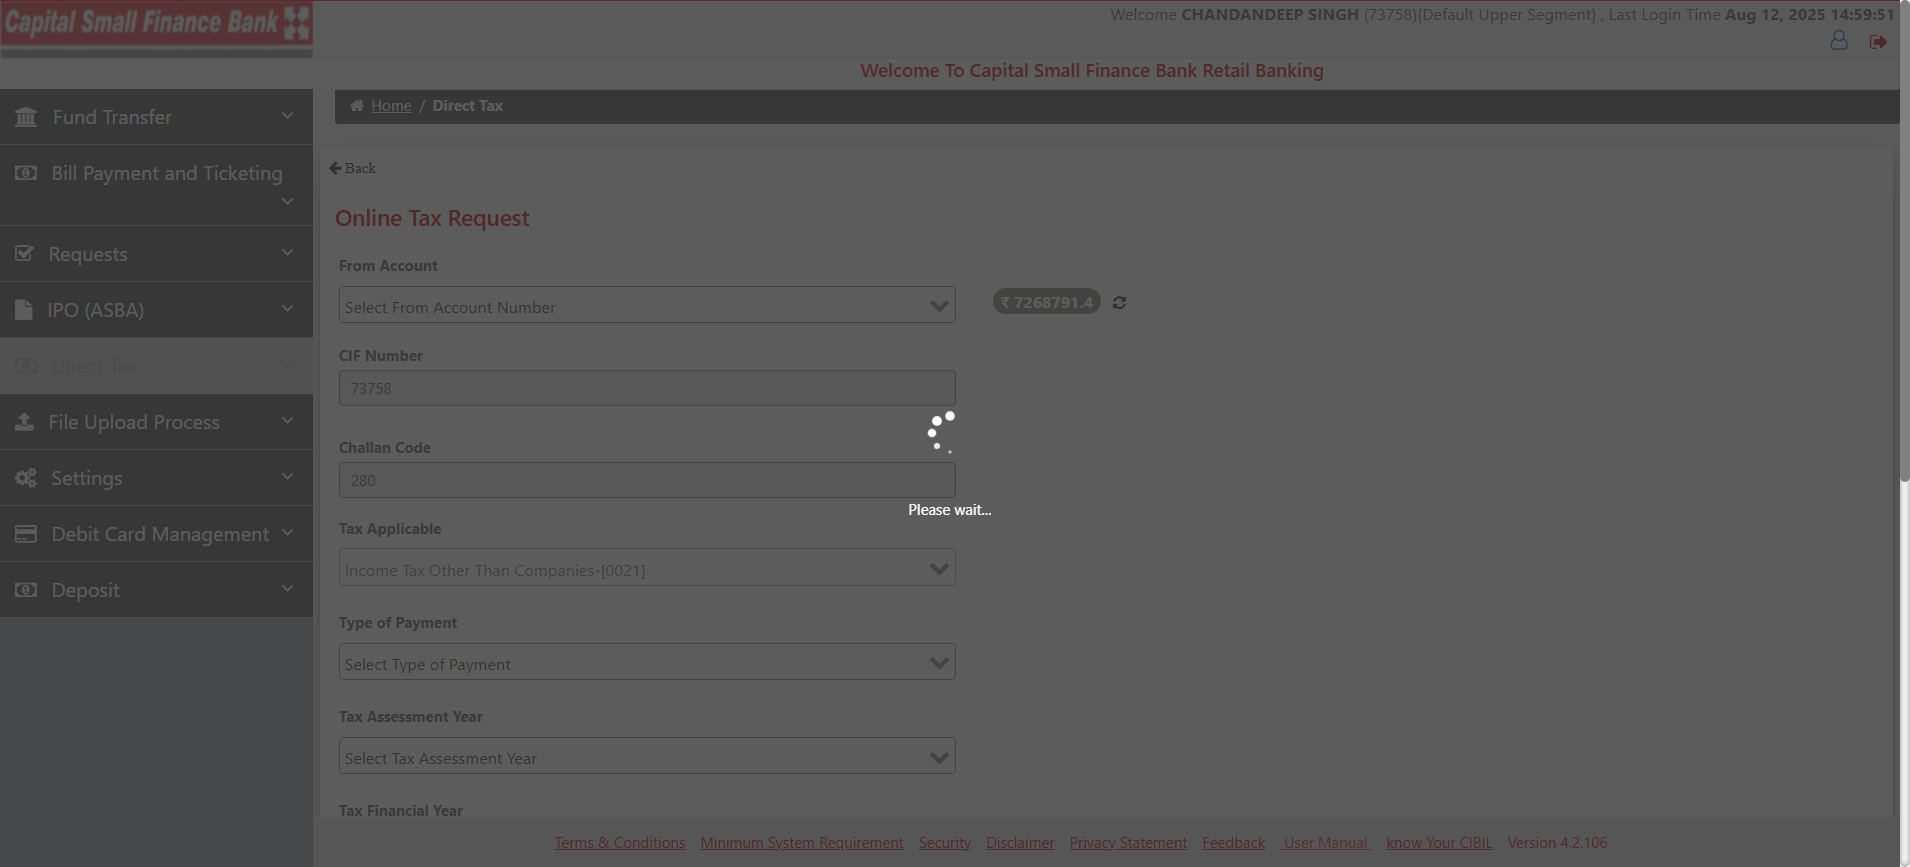 Capital Small Finance Bank
Welcome CHANDANDEEP SINGH (73758){Default Upper Segment} , Last Login Time Aug 12, 2025 14:59:51
Welcome To Capital Small Finance Bank Retail Banking
Home / Direct Tax
Fund Transfer
Bill Payment and Ticketing
Requests
IPO (ASBA)
Direct Tax
File Upload Process
Settings
Debit Card Management
Deposit
Back
Online Tax Request
From Account
Select From Account Number
₹ 7268791.4
CIF Number
73758
Challan Code
280
Please wait...
Tax Applicable
Income Tax Other Than Companies-[0021]
Type of Payment
Select Type of Payment
Tax Assessment Year
Select Tax Assessment Year
Tax Financial Year
Terms & Conditions Minimum System Requirement Security Disclaimer Privacy Statement Feedback User Manual know Your CIBIL Version 4.2.106